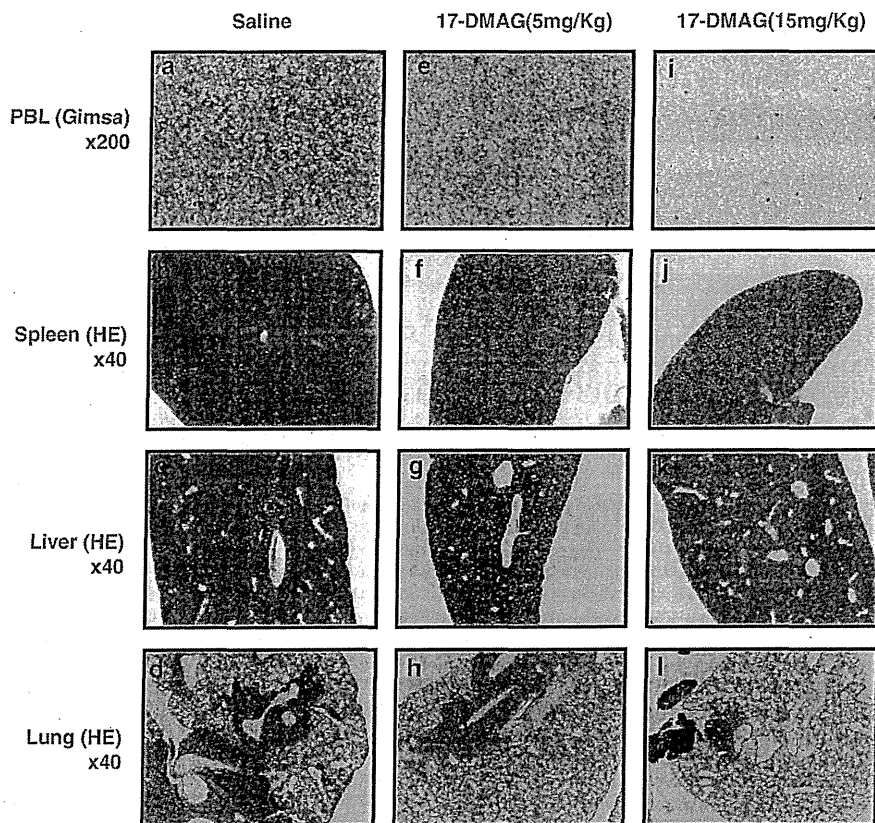 Saline 17-DMAG(5mg/Kg) 17-DMAG(15mg/Kg)
PBL (Gimsa)
x200
a e i
Spleen (HE)
x40
f j
Liver (HE)
x40
c g k
Lung (HE)
x40
d h l